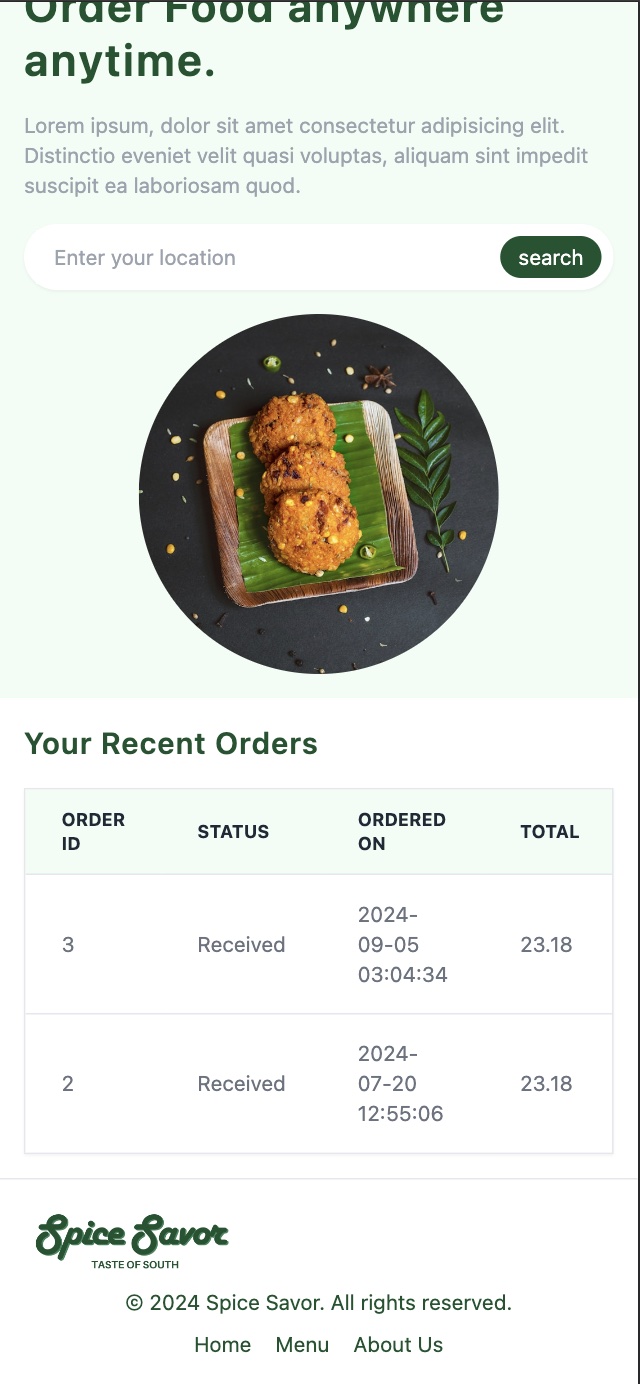 Order Food anywhere
anytime.
Lorem ipsum, dolor sit amet consectetur adipisicing elit.
Distinctio eveniet velit quasi voluptas, aliquam sint impedit
suscipit ea laboriosam quod.
Enter your location
search
Your Recent Orders
ORDER ID STATUS ORDERED ON TOTAL
3 Received 2024-09-05 03:04:34 23.18
2 Received 2024-07-20 12:55:06 23.18
Spice Savor
TASTE OF SOUTH
© 2024 Spice Savor. All rights reserved.
Home Menu About Us